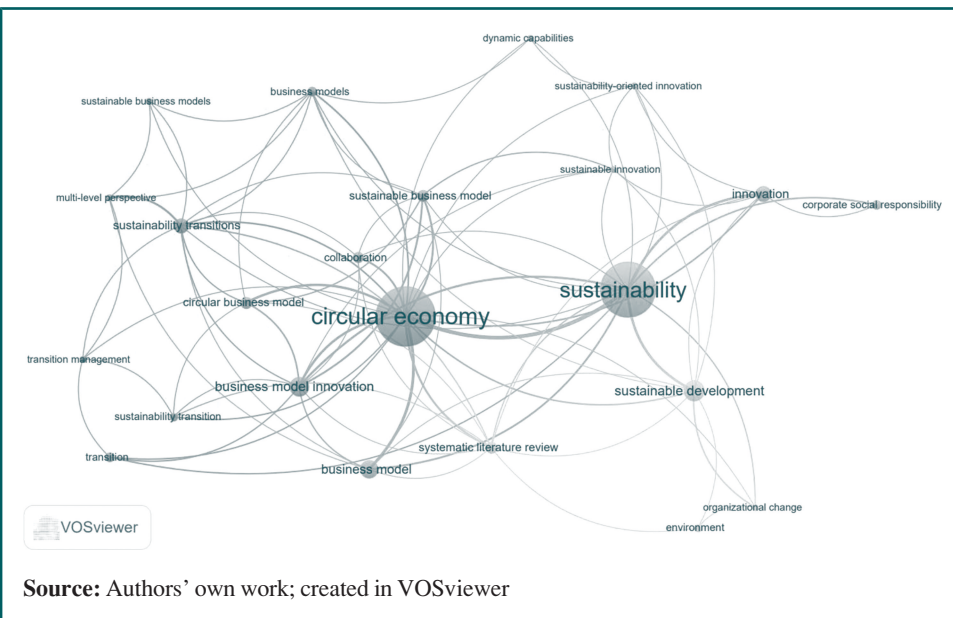 dynamic capabilities
sustainability-oriented innovation
business models
sustainable business models
sustainable innovation
multi-level perspective
sustainable business model
innovation
corporate social responsibility
sustainability transitions
collaboration
sustainability
circular business model
circular economy
transition management
business model innovation
sustainable development
sustainability transition
systematic literature review
transition
business model
organizational change
environment
VOSviewer
Source: Authors’ own work; created in VOSviewer